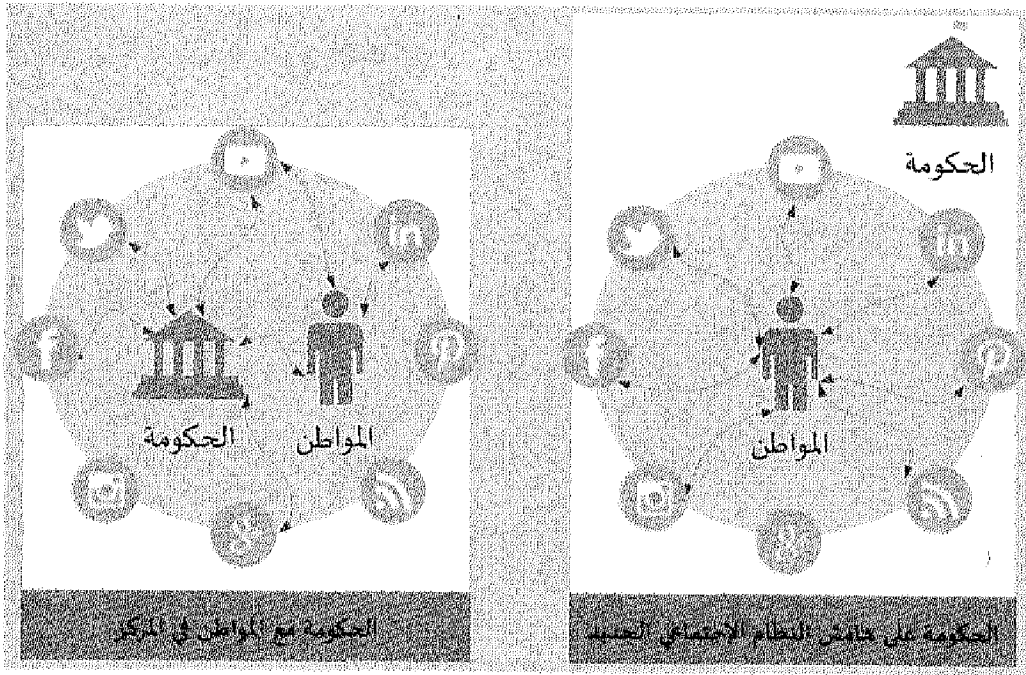 الحكومة
المواطن
الحكومة على هامش النظام الاجتماعي الجديد
المواطن
الحكومة
الحكومة مع المواطن في المركز